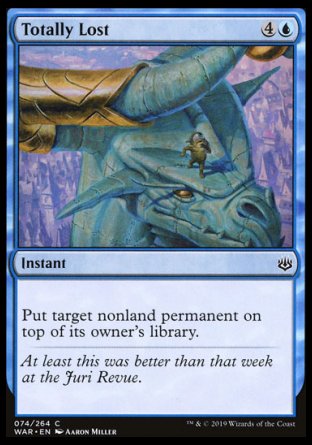 Totally Lost 4
Instant
Put target nonland permanent on
top of its owner's library.
At least this was better than that week
at the Juri Revue.
074/264 C
WAR • EN Aaron Miller
™ & © 2019 Wizards of the Coast